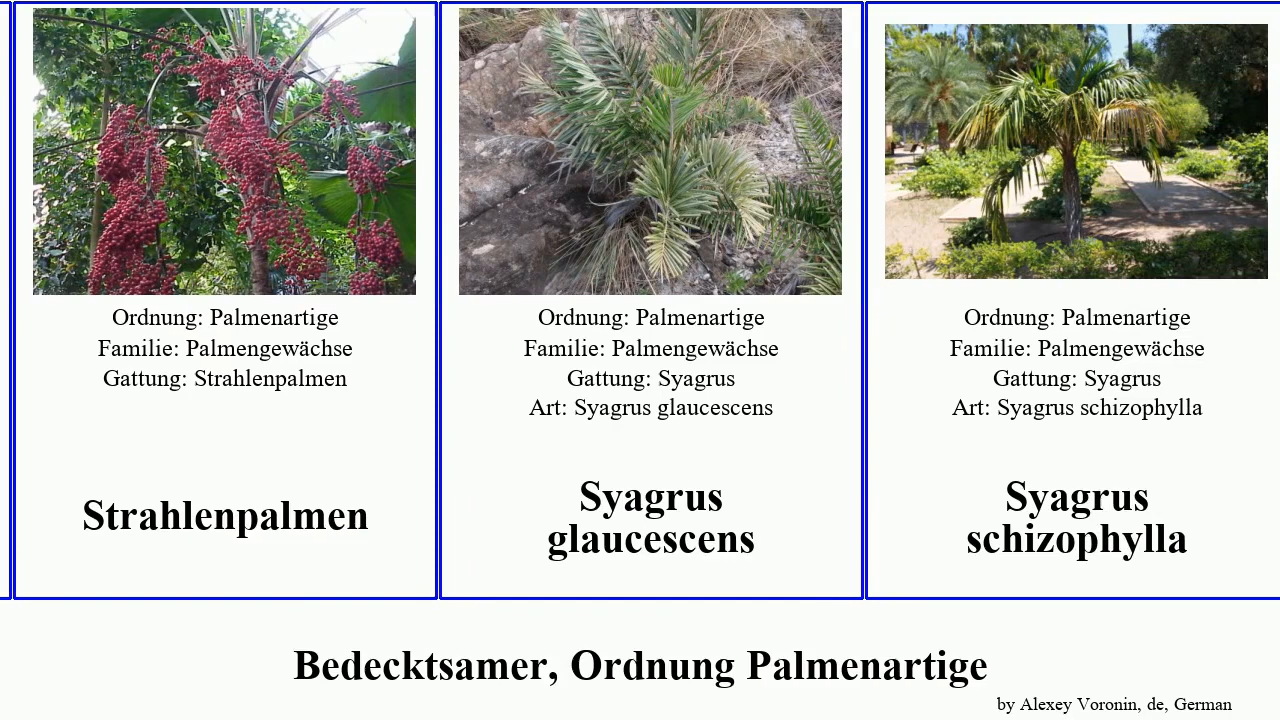 Ordnung: Palmenartige
Familie: Palmengewächse
Gattung: Strahlenpalmen
Strahlenpalmen
Ordnung: Palmenartige
Familie: Palmengewächse
Gattung: Syagrus
Art: Syagrus glaucescens
Syagrus
glaucescens
Ordnung: Palmenartige
Familie: Palmengewächse
Gattung: Syagrus
Art: Syagrus schizophylla
Syagrus
schizophylla
Bedecktsamer, Ordnung Palmenartige
by Alexey Voronin, de, German